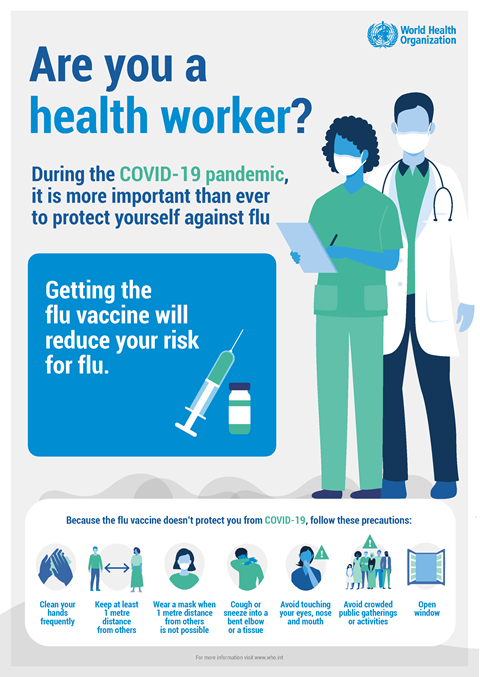 World Health
Organization
Are you a
health worker?
During the COVID-19 pandemic,
it is more important than ever
to protect yourself against flu
Getting the
flu vaccine will
reduce your risk
for flu.
Because the flu vaccine doesn't protect you from COVID-19, follow these precautions:
Clean your
hands
frequently
Keep at least
1 metre
distance
from others
Wear a mask when
1 metre distance
from others
is not possible
Cough or
sneeze into a
bent elbow
or a tissue
Avoid touching
your eyes, nose
and mouth
Avoid crowded
public gatherings
or activities
Open
window
For more information visit www.who.int